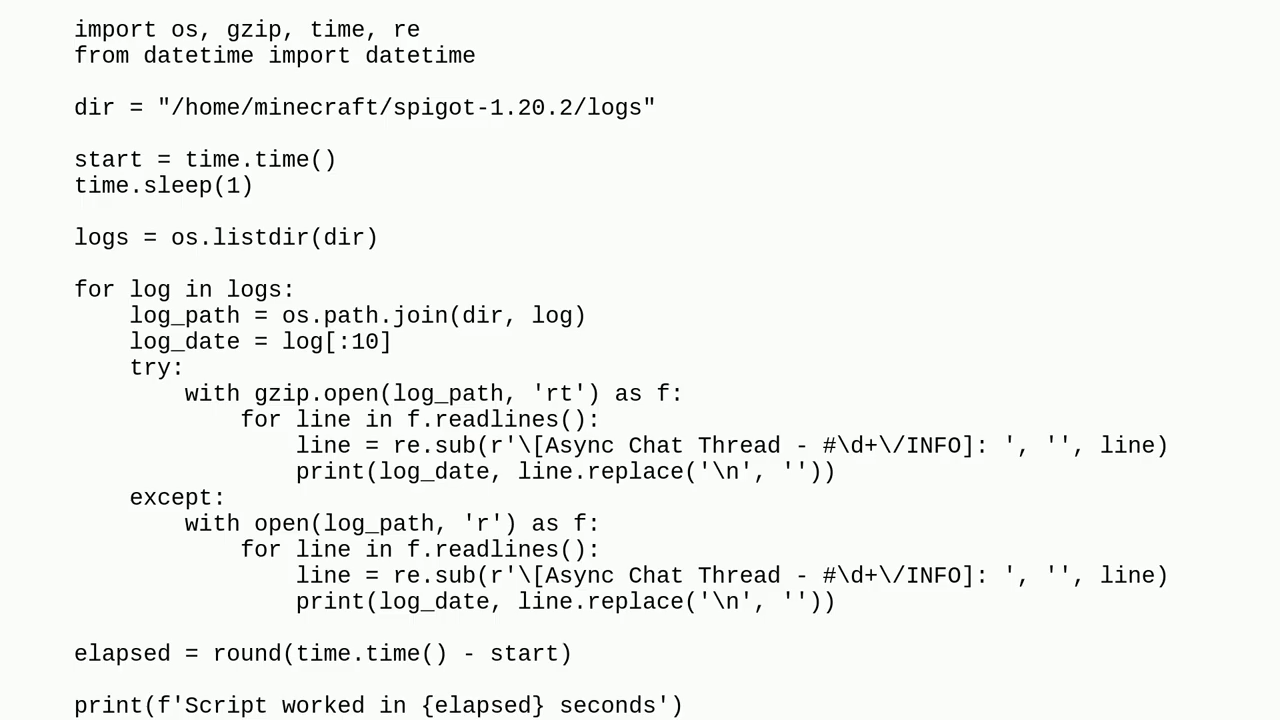 import os, gzip, time, re
from datetime import datetime

dir = "/home/minecraft/spigot-1.20.2/logs"

start = time.time()
time.sleep(1)

logs = os.listdir(dir)

for log in logs:
    log_path = os.path.join(dir, log)
    log_date = log[:10]
    try:
        with gzip.open(log_path, 'rt') as f:
            for line in f.readlines():
                line = re.sub(r'\[Async Chat Thread - #\d+\/INFO]: ', '', line)
                print(log_date, line.replace('\n', ''))
    except:
        with open(log_path, 'r') as f:
            for line in f.readlines():
                line = re.sub(r'\[Async Chat Thread - #\d+\/INFO]: ', '', line)
                print(log_date, line.replace('\n', ''))

elapsed = round(time.time() - start)

print(f'Script worked in {elapsed} seconds')